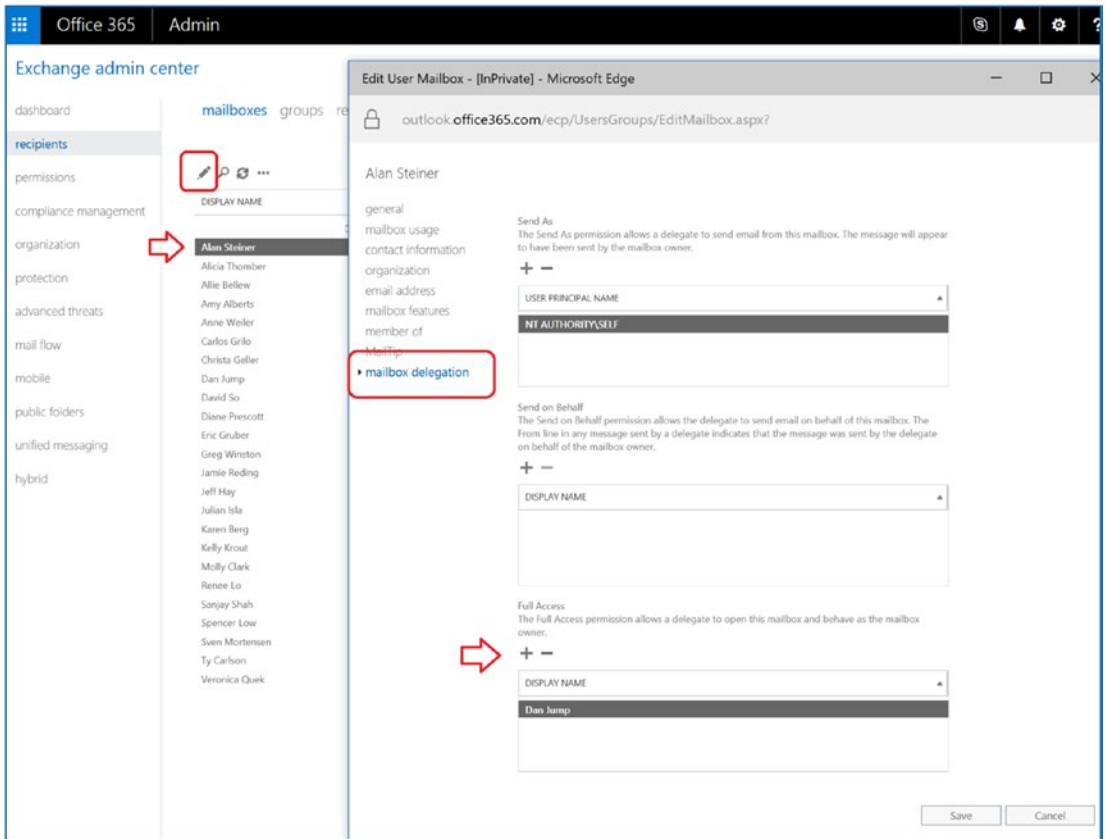 Office 365 Admin
Exchange admin center
dashboard
recipients
permissions
compliance management
organization
protection
advanced threats
mail flow
mobile
public folders
unified messaging
hybrid
mailboxes groups re
DISPLAY NAME
Alan Steiner
Alicia Thomber
Allie Bellew
Amy Alberts
Anne Weiler
Carlos Grilo
Christa Geller
Dan Jump
David So
Diane Prescott
Eric Gruber
Greg Winston
Jamie Reding
Jeff Hay
Julian Isla
Karen Berg
Kelly Krout
Molly Clark
Renee Lo
Sanjay Shah
Spencer Low
Sven Mortensen
Ty Carlson
Veronica Quek
Edit User Mailbox - [InPrivate] - Microsoft Edge
outlook.office365.com/ecp/UsersGroups/EditMailbox.aspx?
Alan Steiner
general
mailbox usage
contact information
organization
email address
mailbox features
member of
MailTip
mailbox delegation
Send As
The Send As permission allows a delegate to send email from this mailbox. The message will appear
to have been sent by the mailbox owner.
USER PRINCIPAL NAME
NT AUTHORITY\SELF
Send on Behalf
The Send on Behalf permission allows the delegate to send email on behalf of this mailbox. The
From line in any message sent by a delegate indicates that the message was sent by the delegate
on behalf of the mailbox owner.
DISPLAY NAME
Full Access
The Full Access permission allows a delegate to open this mailbox and behave as the mailbox
owner.
DISPLAY NAME
Dan Jump
Save Cancel